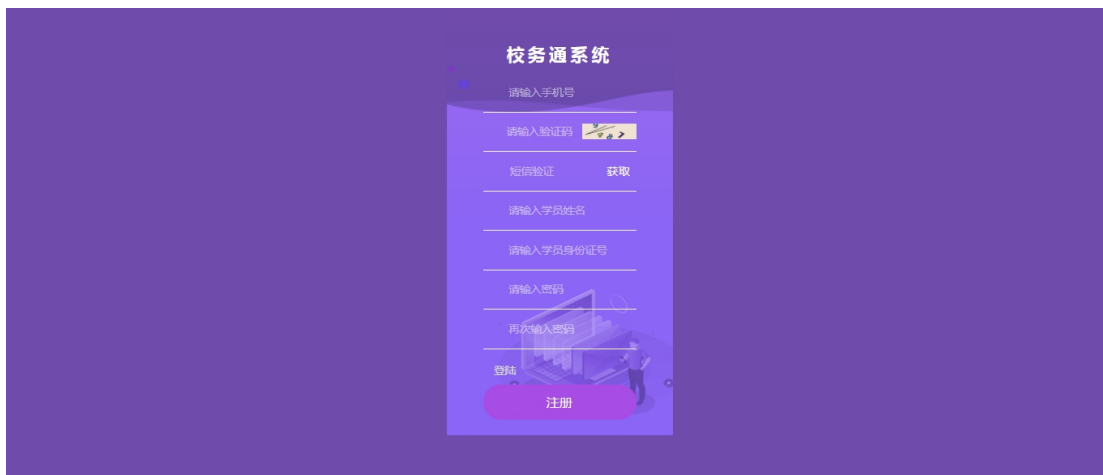 校务通系统
请输入手机号
请输入验证码
短信验证 获取
请输入学员姓名
请输入学员身份证号
请输入密码
再次输入密码
登陆
注册